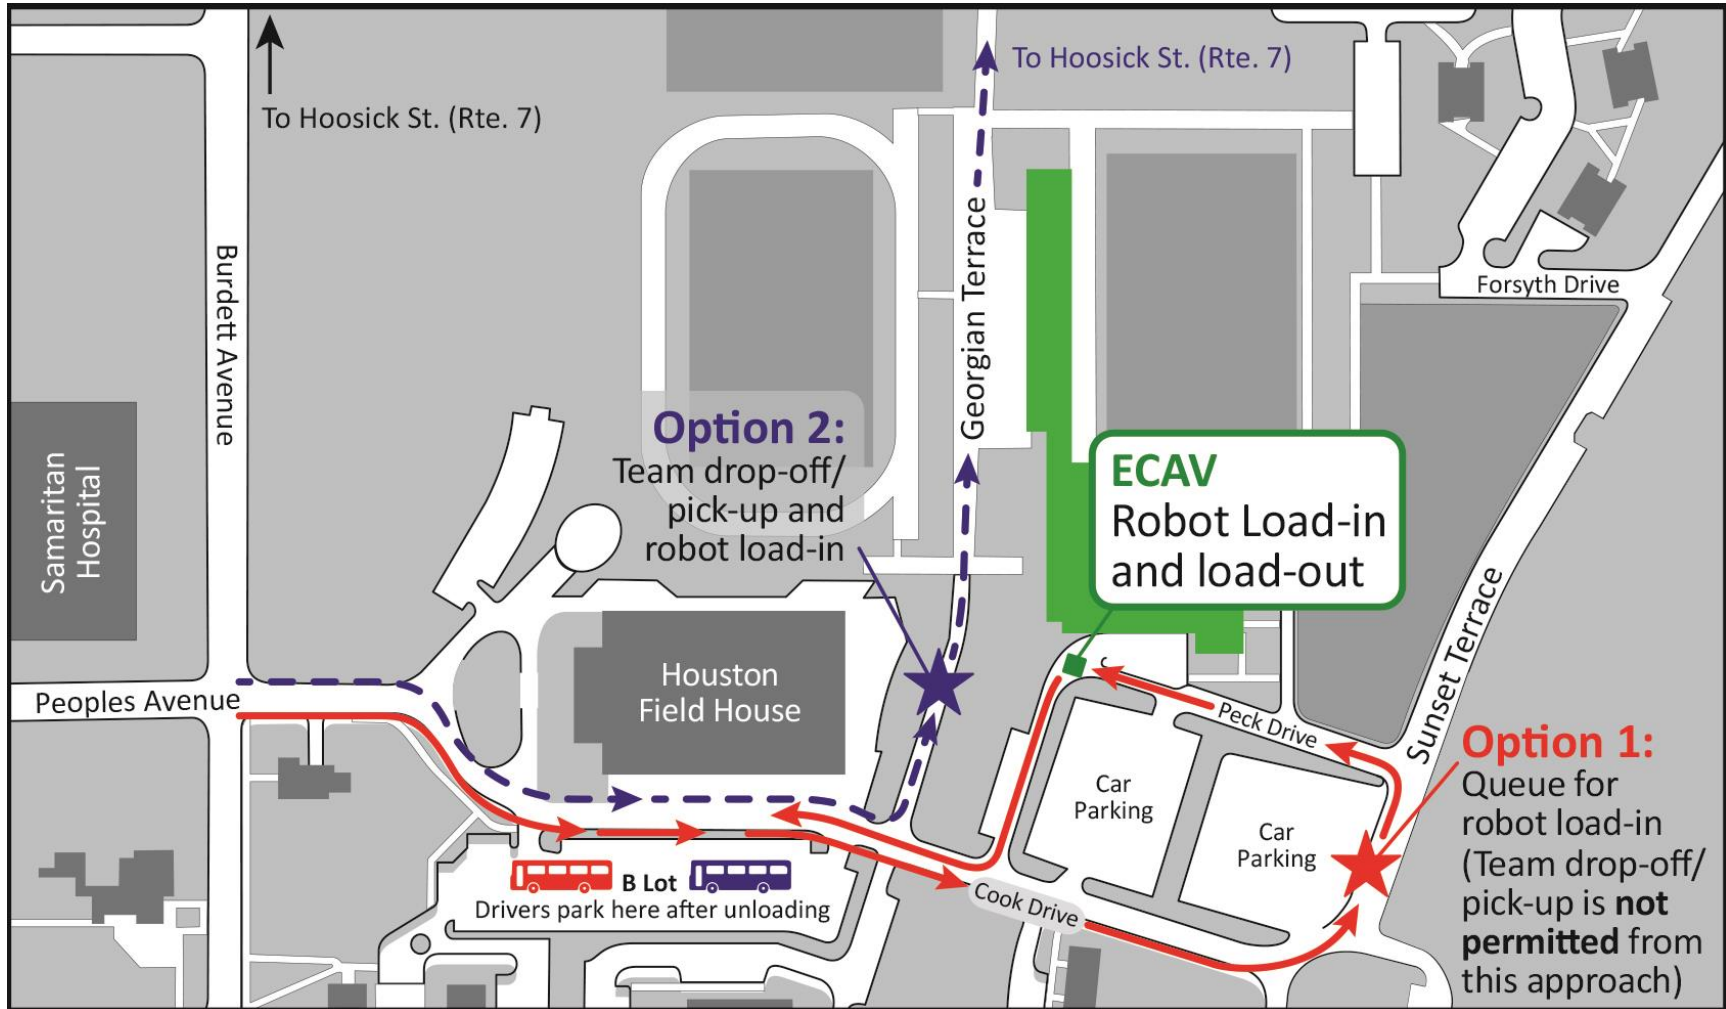 To Hoosick St. (Rte. 7)
To Hoosick St. (Rte. 7)
Burdett Avenue
Georgian Terrace
Forsyth Drive
Samaritan
Hospital
Option 2:
Team drop-off/
pick-up and
robot load-in
ECAV
Robot Load-in
and load-out
Houston
Field House
Peoples Avenue
Sunset Terrace
Peck Drive
Option 1:
Queue for
robot load-in
(Team drop-off/
pick-up is not
permitted from
this approach)
Car
Parking
Car
Parking
B Lot
Drivers park here after unloading
Cook Drive